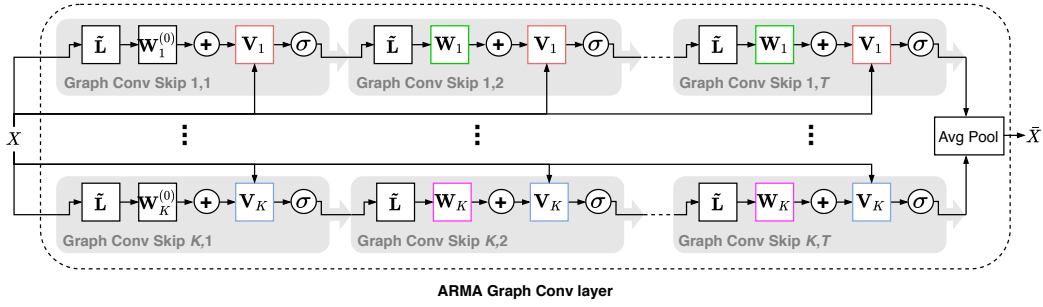 L̃ W₁⁽⁰⁾ + V₁ σ L̃ W₁ + V₁ σ L̃ W₁ + V₁ σ
Graph Conv Skip 1,1 Graph Conv Skip 1,2 Graph Conv Skip 1,T
X ⋮ ⋮ ⋮ Avg Pool X̄
L̃ W_K⁽⁰⁾ + V_K σ L̃ W_K + V_K σ L̃ W_K + V_K σ
Graph Conv Skip K,1 Graph Conv Skip K,2 Graph Conv Skip K,T
ARMA Graph Conv layer